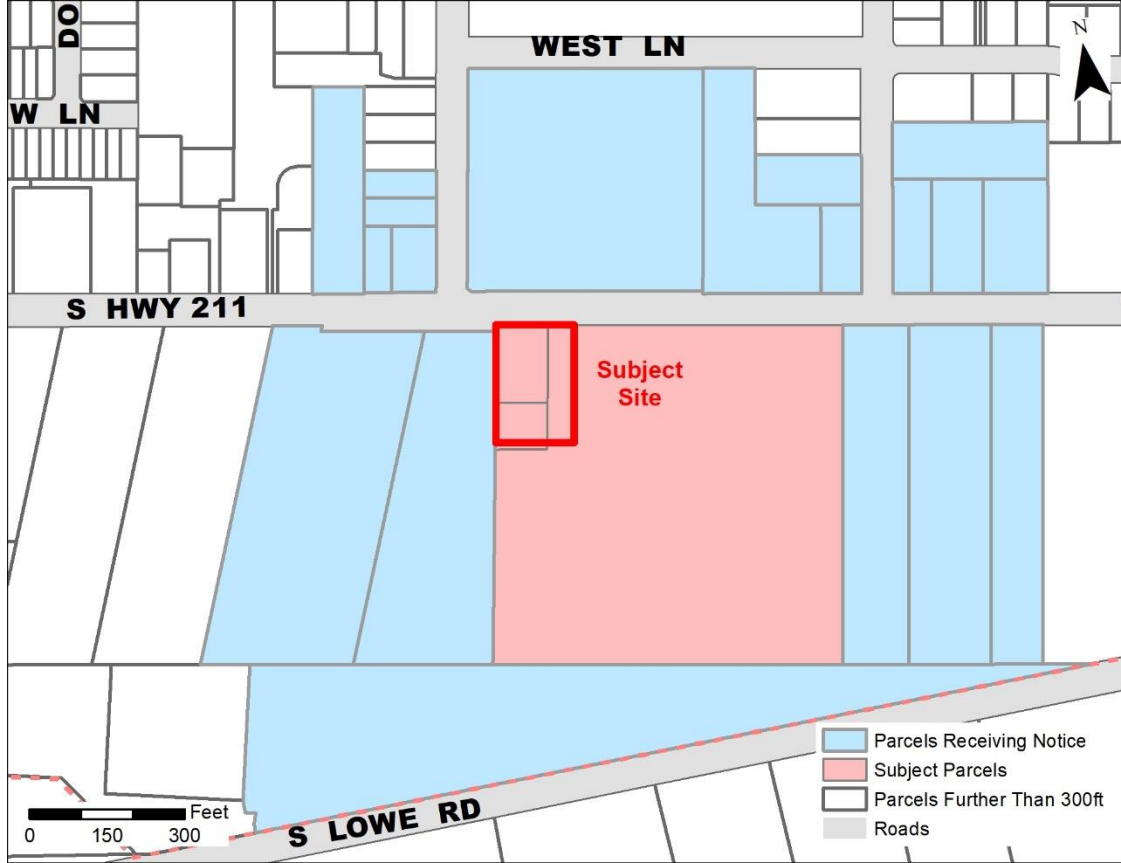 DO
WEST LN
N
W LN
S HWY 211
Subject
Site
Parcels Receiving Notice
Subject Parcels
Parcels Further Than 300ft
Roads
Feet
0 150 300
S LOWE RD